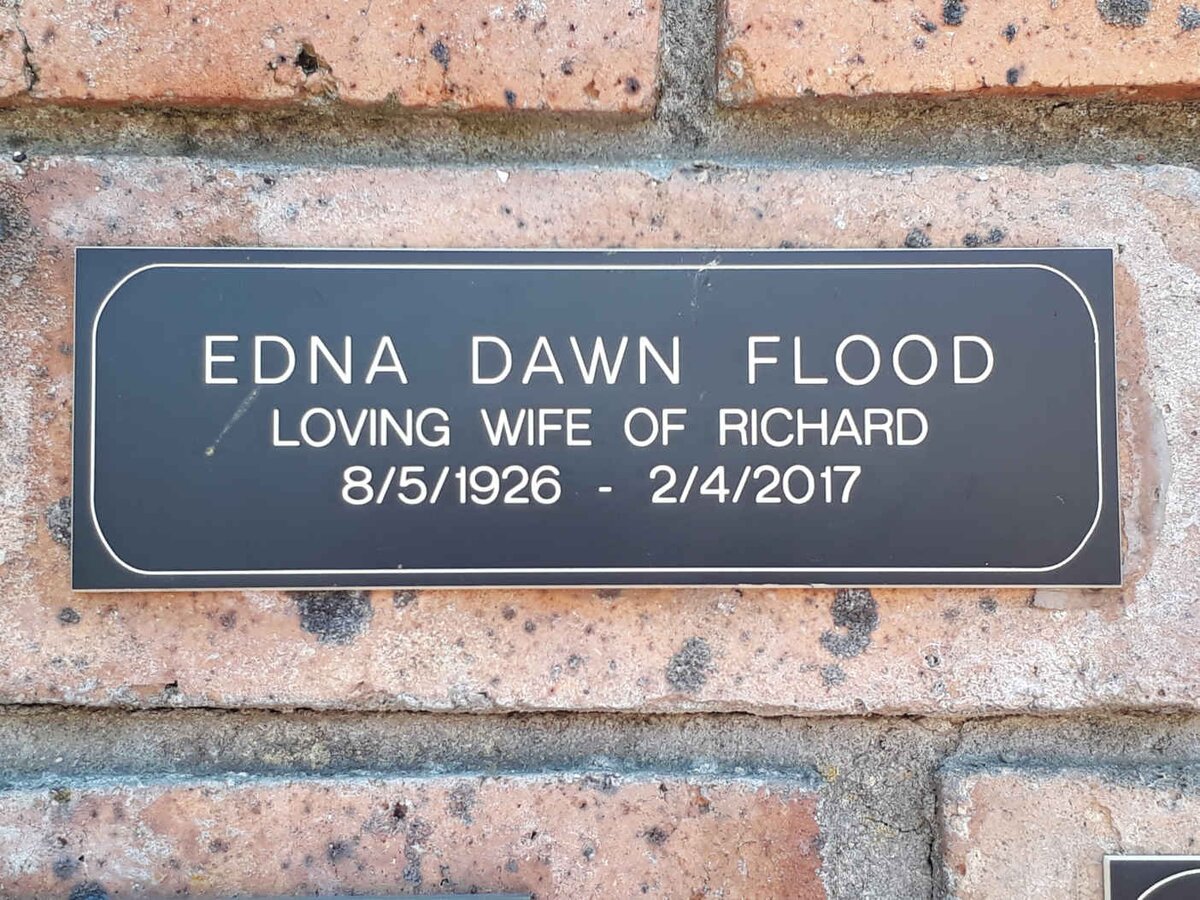 EDNA DAWN FLOOD
LOVING WIFE OF RICHARD
8/5/1926 - 2/4/2017